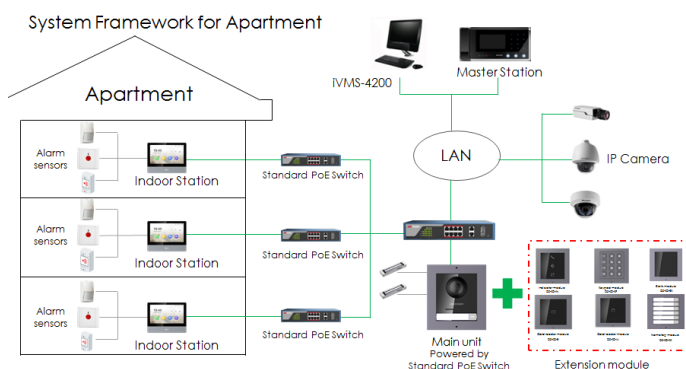 System Framework for Apartment
iVMS-4200
Master Station
Apartment
LAN
IP Camera
Alarm
sensors
Indoor Station
Standard PoE Switch
Alarm
sensors
Indoor Station
Standard PoE Switch
Alarm
sensors
Indoor Station
Standard PoE Switch
Main unit
Powered by
Standard PoE Switch
Extension module